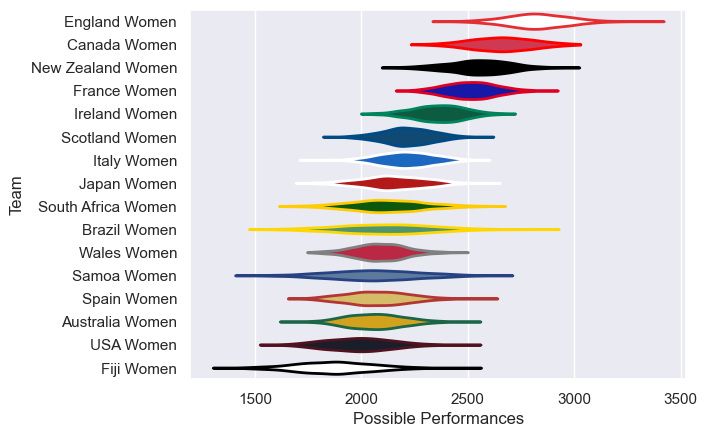 England Women
Canada Women
New Zealand Women
France Women
Ireland Women
Scotland Women
Italy Women
Japan Women
South Africa Women
Brazil Women
Wales Women
Samoa Women
Spain Women
Australia Women
USA Women
Fiji Women
Team
1500 2000 2500 3000 3500
Possible Performances